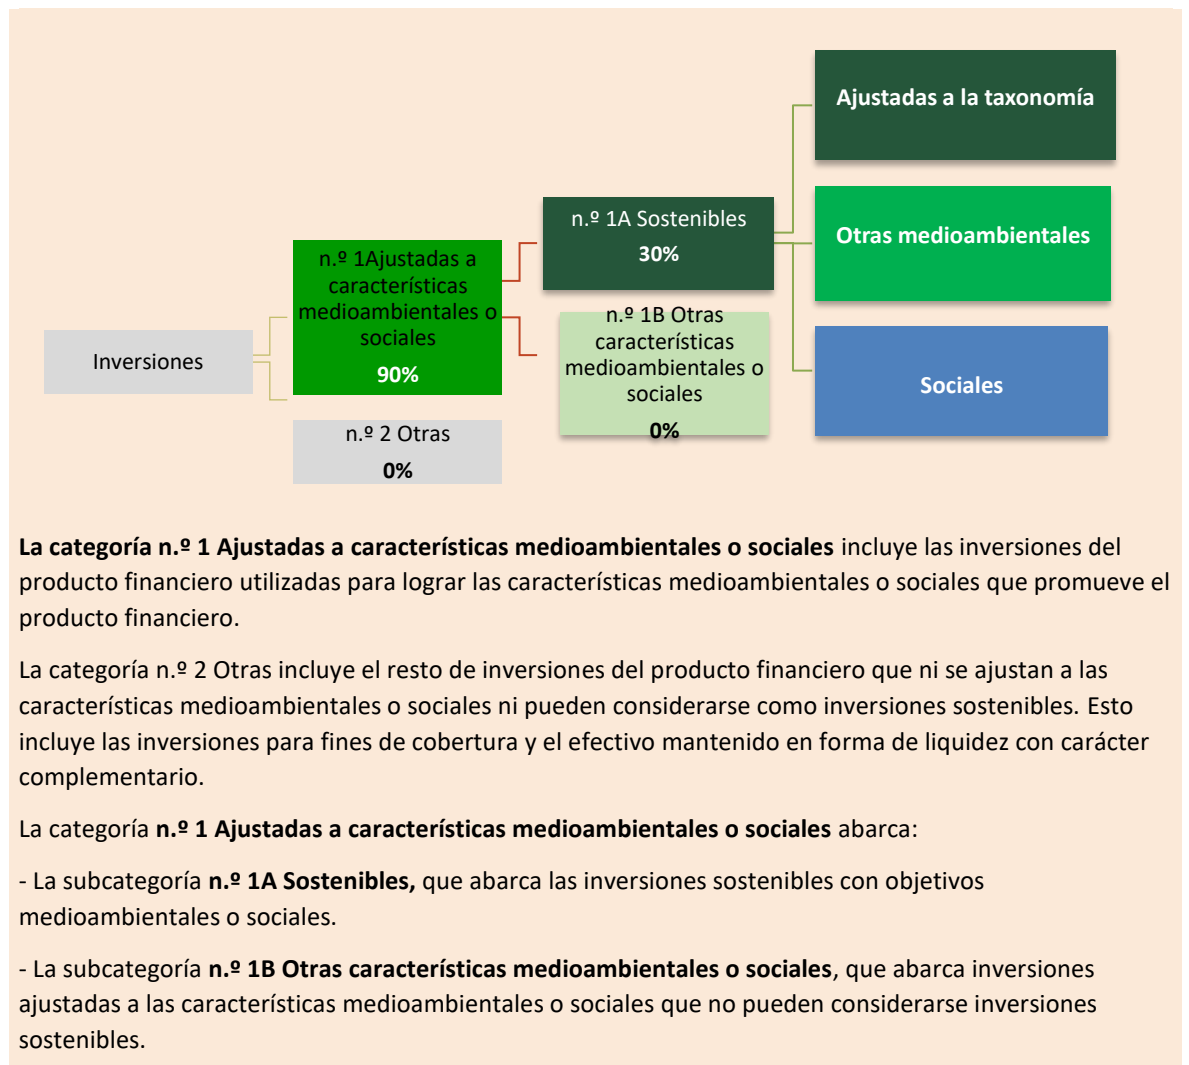 Inversiones
n.º 1Ajustadas a
características
medioambientales o
sociales
90%
n.º 2 Otras
0%
n.º 1A Sostenibles
30%
n.º 1B Otras
características
medioambientales o
sociales
0%
Ajustadas a la taxonomía
Otras medioambientales
Sociales
La categoría n.º 1 Ajustadas a características medioambientales o sociales incluye las inversiones del
producto financiero utilizadas para lograr las características medioambientales o sociales que promueve el
producto financiero.
La categoría n.º 2 Otras incluye el resto de inversiones del producto financiero que ni se ajustan a las
características medioambientales o sociales ni pueden considerarse como inversiones sostenibles. Esto
incluye las inversiones para fines de cobertura y el efectivo mantenido en forma de liquidez con carácter
complementario.
La categoría n.º 1 Ajustadas a características medioambientales o sociales abarca:
- La subcategoría n.º 1A Sostenibles, que abarca las inversiones sostenibles con objetivos
medioambientales o sociales.
- La subcategoría n.º 1B Otras características medioambientales o sociales, que abarca inversiones
ajustadas a las características medioambientales o sociales que no pueden considerarse inversiones
sostenibles.